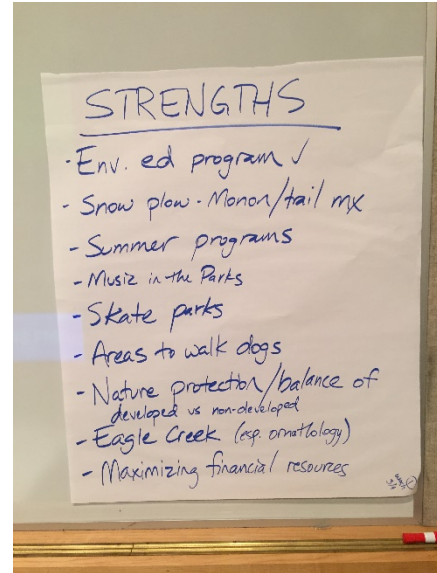 STRENGTHS
- Env. ed program ✓
- Snow plow - Monon/trail mx
- Summer programs
- Music in the Parks
- Skate parks
- Areas to walk dogs
- Nature protection/balance of
developed vs non-developed
- Eagle Creek (esp. ornithology)
- Maximizing financial resources